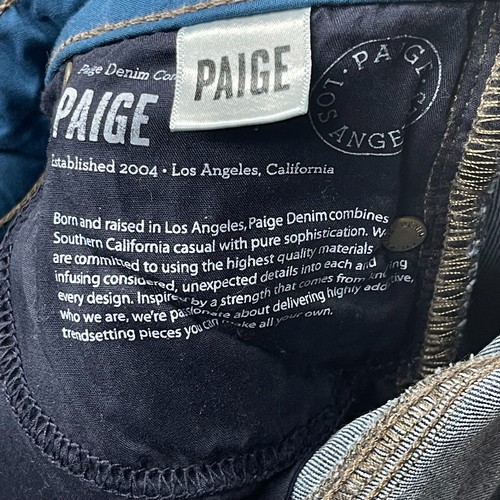 Paige Denim
PAIGE
PAIGE
PAIGE
LOS ANGE
Established 2004 • Los Angeles, California
Born and raised in Los Angeles, Paige Denim combines
Southern California casual with pure sophistication.
are committed to using the highest quality materials
infusing considered, unexpected details into each and
every design. Inspired by a strength that comes from knowing
who we are, we're passionate about delivering highly
trendsetting pieces you can make all your own.